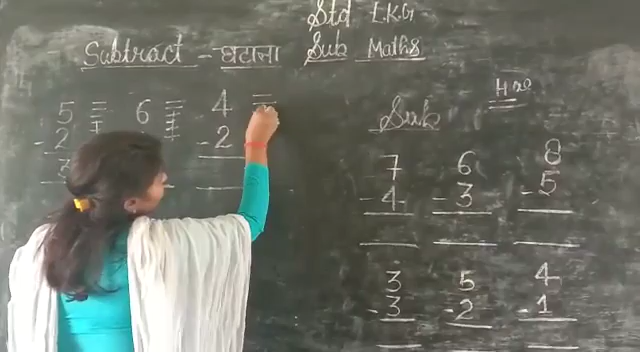 Std L.K.G
Sub Maths
Subtract - घटाना
H.w
Sub
5 6 4
- 2 - 2
3
7 6 8
- 4 - 3 - 5
3 5 4
- 3 - 2 - 1